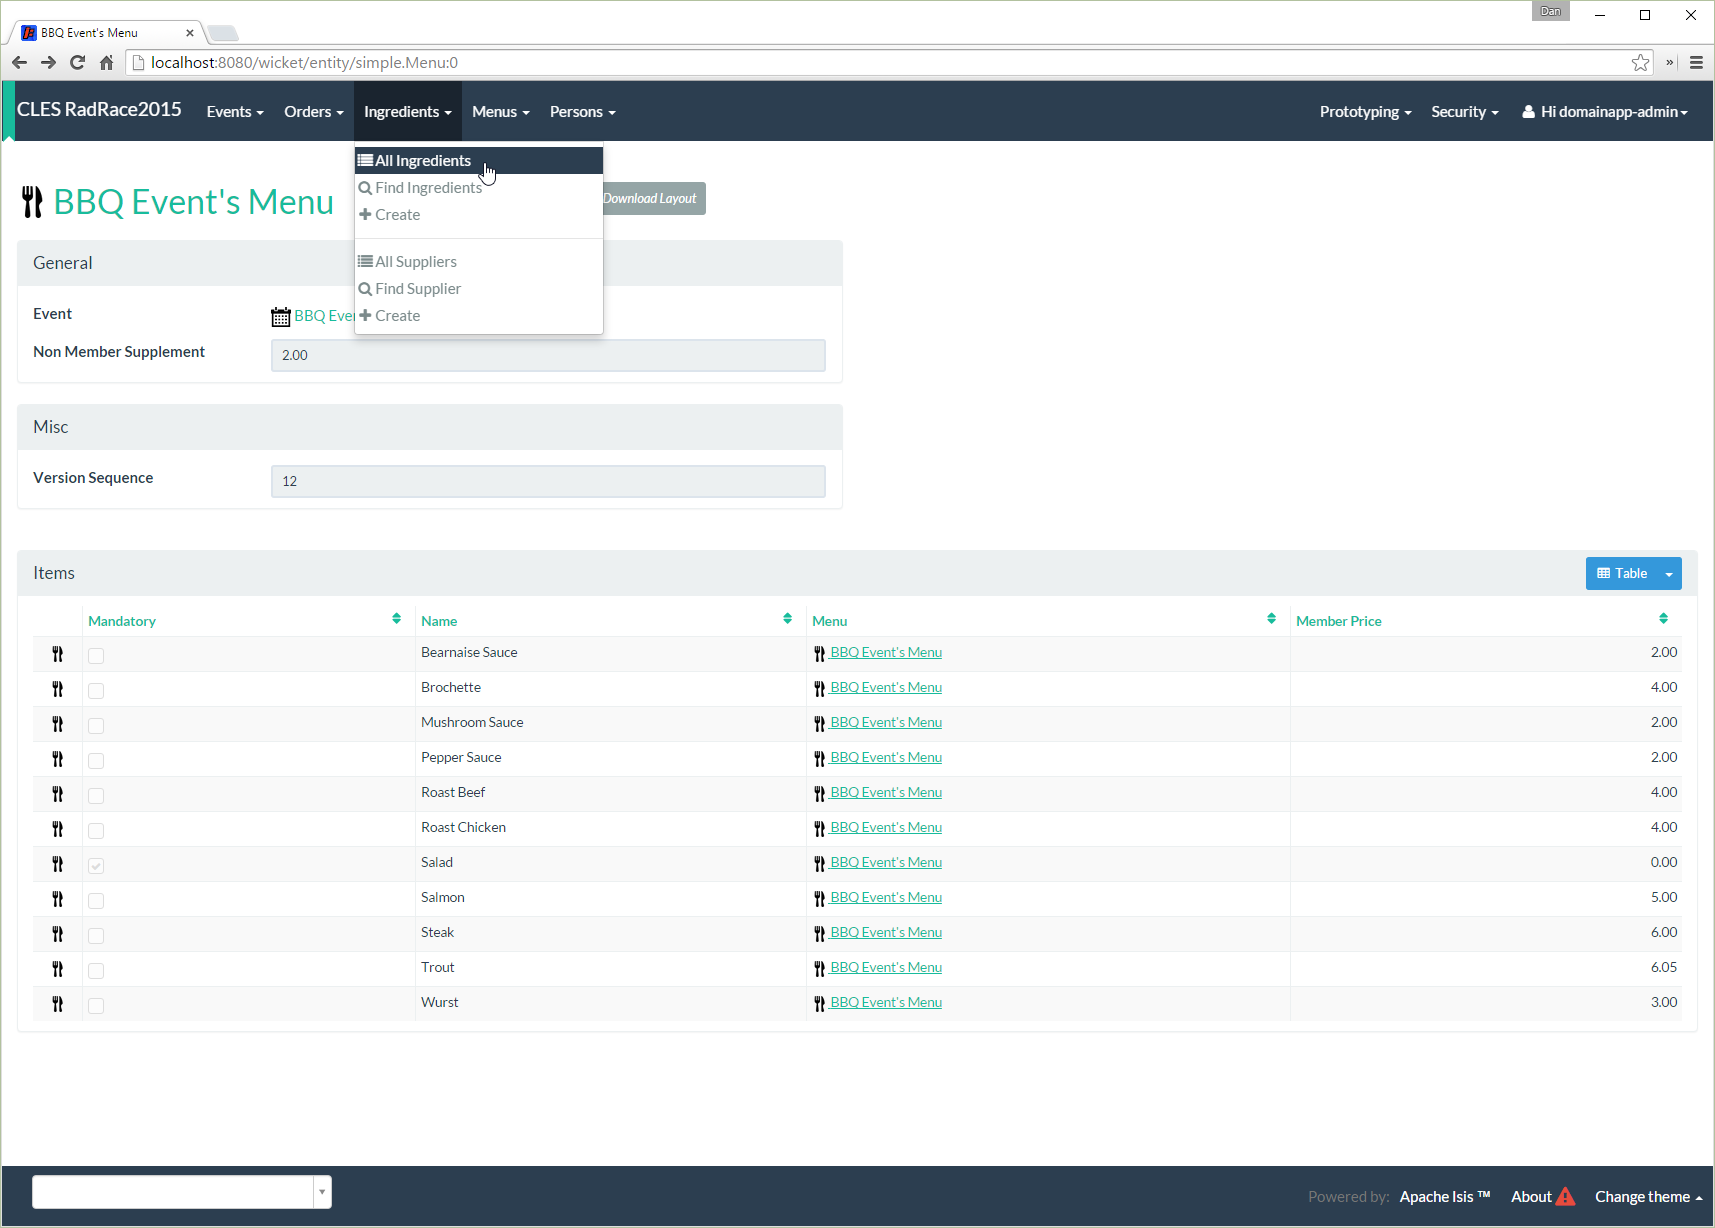 Dan
BBQ Event's Menu
localhost:8080/wicket/entity/simple.Menu:0
CLES RadRace2015 Events Orders Ingredients Menus Persons Prototyping Security Hi domainapp-admin
All Ingredients
Find Ingredients
Create
All Suppliers
Find Supplier
Create
BBQ Event's Menu Download Layout
General
Event BBQ Eve
Non Member Supplement 2.00
Misc
Version Sequence 12
Items Table
Mandatory Name Menu Member Price
Bearnaise Sauce BBQ Event's Menu 2.00
Brochette BBQ Event's Menu 4.00
Mushroom Sauce BBQ Event's Menu 2.00
Pepper Sauce BBQ Event's Menu 2.00
Roast Beef BBQ Event's Menu 4.00
Roast Chicken BBQ Event's Menu 4.00
Salad BBQ Event's Menu 0.00
Salmon BBQ Event's Menu 5.00
Steak BBQ Event's Menu 6.00
Trout BBQ Event's Menu 6.05
Wurst BBQ Event's Menu 3.00
Powered by: Apache Isis ™ About Change theme